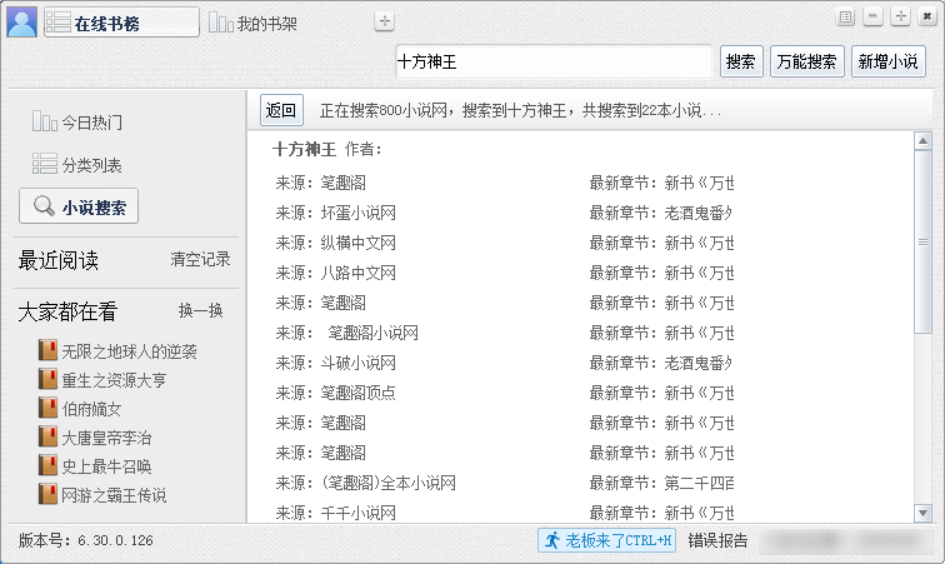 在线书榜 我的书架
十方神王 搜索 万能搜索 新增小说
今日热门
分类列表
小说搜索
最近阅读 清空记录
大家都在看 换一换
无限之地球人的逆袭
重生之资源大亨
伯府嫡女
大唐皇帝李治
史上最牛召唤
网游之霸王传说
返回 正在搜索800小说网，搜索到十方神王，共搜索到22本小说...
十方神王 作者：
来源：笔趣阁 最新章节：新书《万世
来源：坏蛋小说网 最新章节：老酒鬼番外
来源：纵横中文网 最新章节：新书《万世
来源：八路中文网 最新章节：新书《万世
来源：笔趣阁 最新章节：新书《万世
来源： 笔趣阁小说网 最新章节：新书《万世
来源：斗破小说网 最新章节：老酒鬼番外
来源：笔趣阁顶点 最新章节：新书《万世
来源：笔趣阁 最新章节：新书《万世
来源：笔趣阁 最新章节：新书《万世
来源：(笔趣阁)全本小说网 最新章节：第二千四百
来源：千千小说网 最新章节：新书《万世
版本号：6.30.0.126 老板来了CTRL+H 错误报告